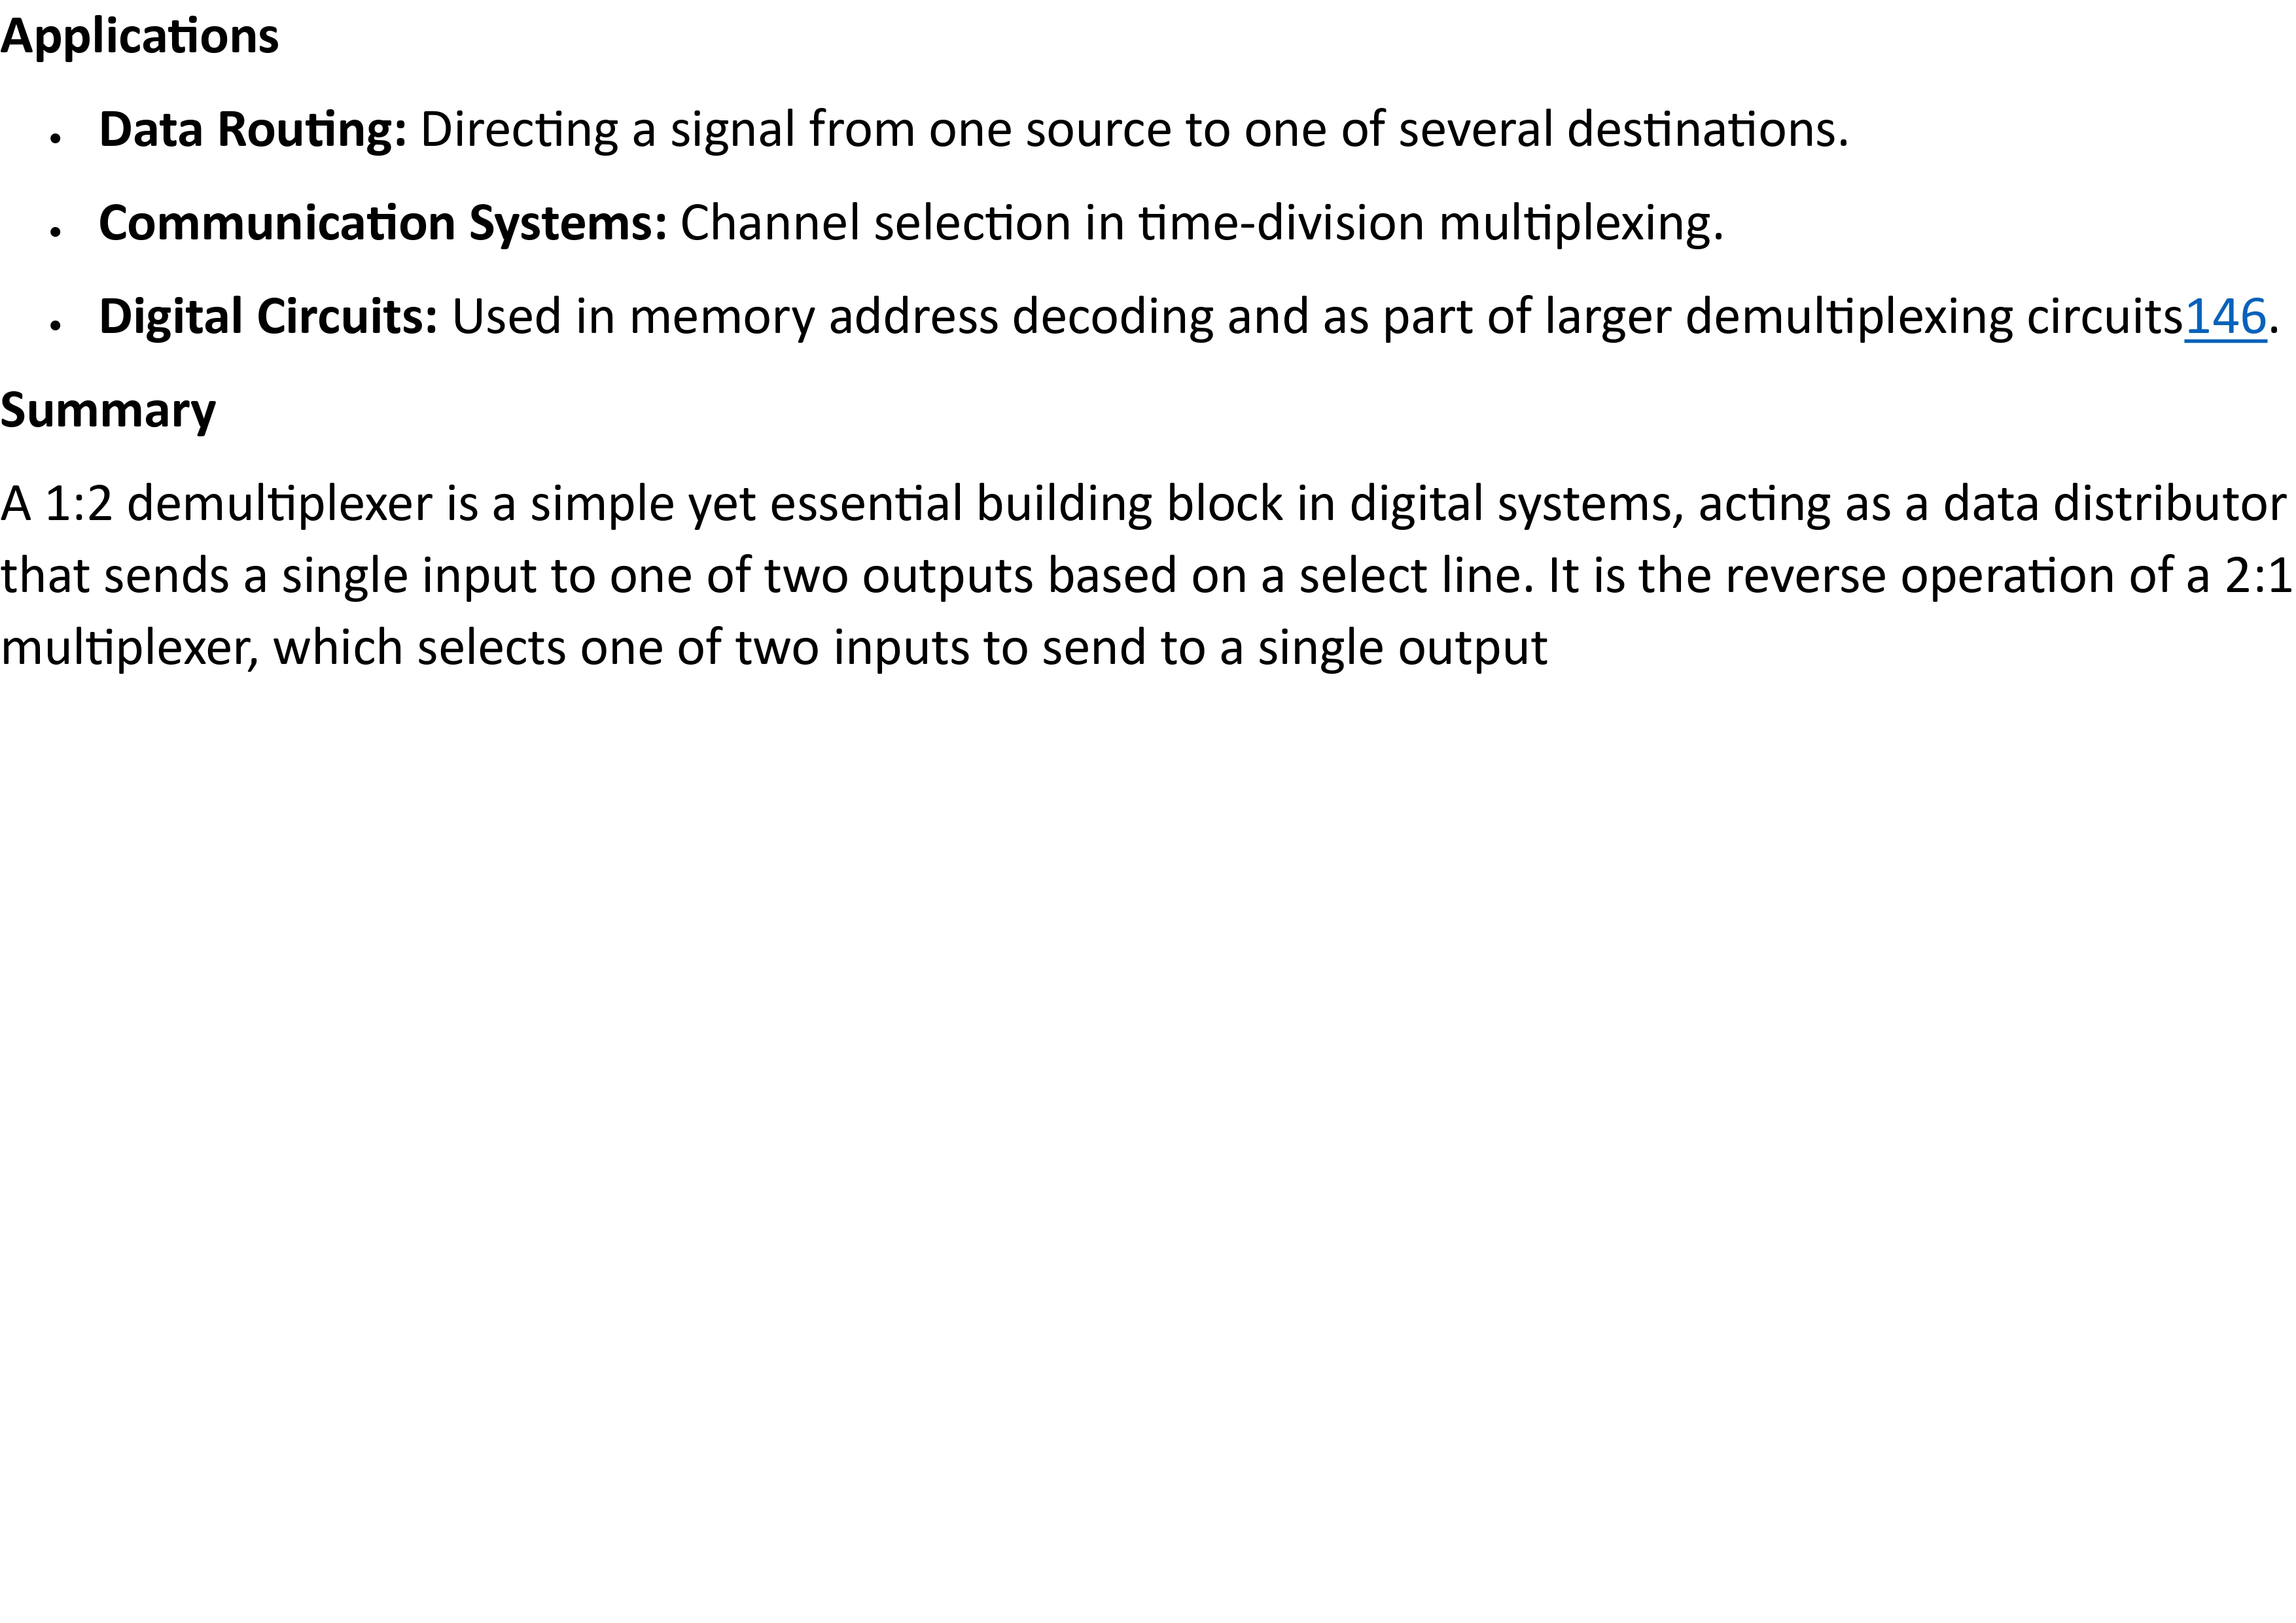 Applications
• Data Routing: Directing a signal from one source to one of several destinations.
• Communication Systems: Channel selection in time-division multiplexing.
• Digital Circuits: Used in memory address decoding and as part of larger demultiplexing circuits146.
Summary
A 1:2 demultiplexer is a simple yet essential building block in digital systems, acting as a data distributor
that sends a single input to one of two outputs based on a select line. It is the reverse operation of a 2:1
multiplexer, which selects one of two inputs to send to a single output